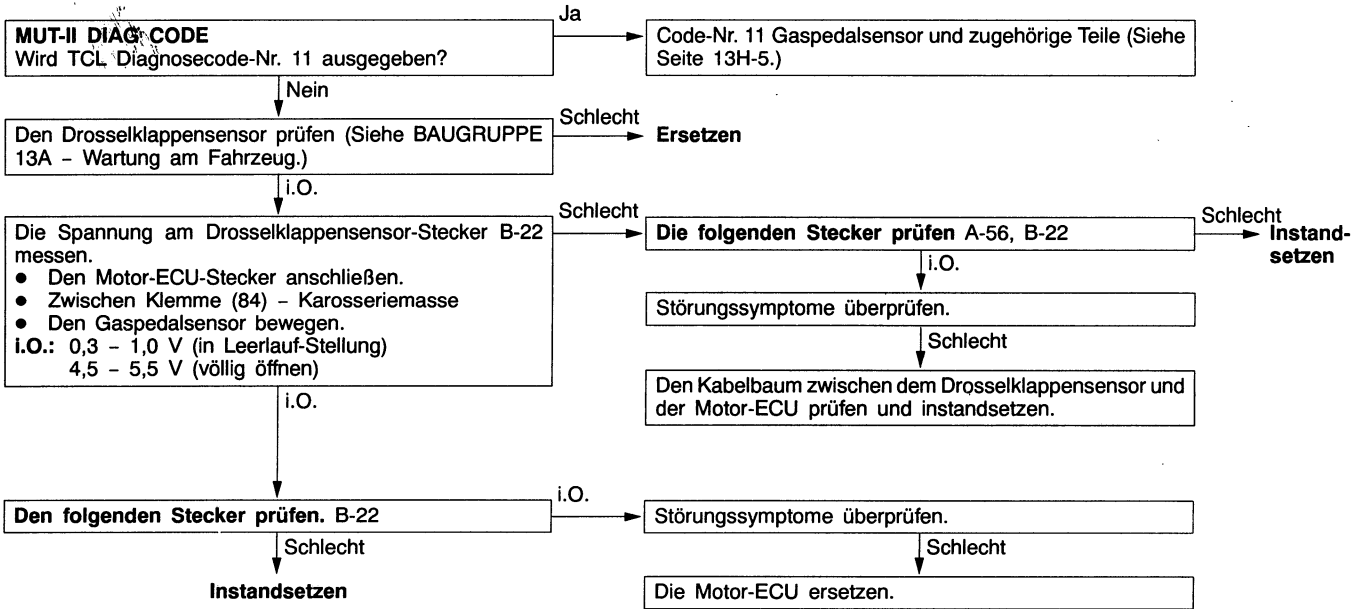 MUT-II DIAG CODE
Wird TCL Diagnosecode-Nr. 11 ausgegeben?
Ja
Code-Nr. 11 Gaspedalsensor und zugehörige Teile (Siehe
Seite 13H-5.)
Nein
Den Drosselklappensensor prüfen (Siehe BAUGRUPPE
13A – Wartung am Fahrzeug.)
Schlecht
Ersetzen
i.O.
Die Spannung am Drosselklappensensor-Stecker B-22
messen.
● Den Motor-ECU-Stecker anschließen.
● Zwischen Klemme (84) – Karosseriemasse
● Den Gaspedalsensor bewegen.
i.O.: 0,3 – 1,0 V (in Leerlauf-Stellung)
4,5 – 5,5 V (völlig öffnen)
Schlecht
Die folgenden Stecker prüfen A-56, B-22
Schlecht
Instand-
setzen
i.O.
Störungssymptome überprüfen.
Schlecht
Den Kabelbaum zwischen dem Drosselklappensensor und
der Motor-ECU prüfen und instandsetzen.
i.O.
Den folgenden Stecker prüfen. B-22
i.O.
Störungssymptome überprüfen.
Schlecht
Instandsetzen
Schlecht
Die Motor-ECU ersetzen.